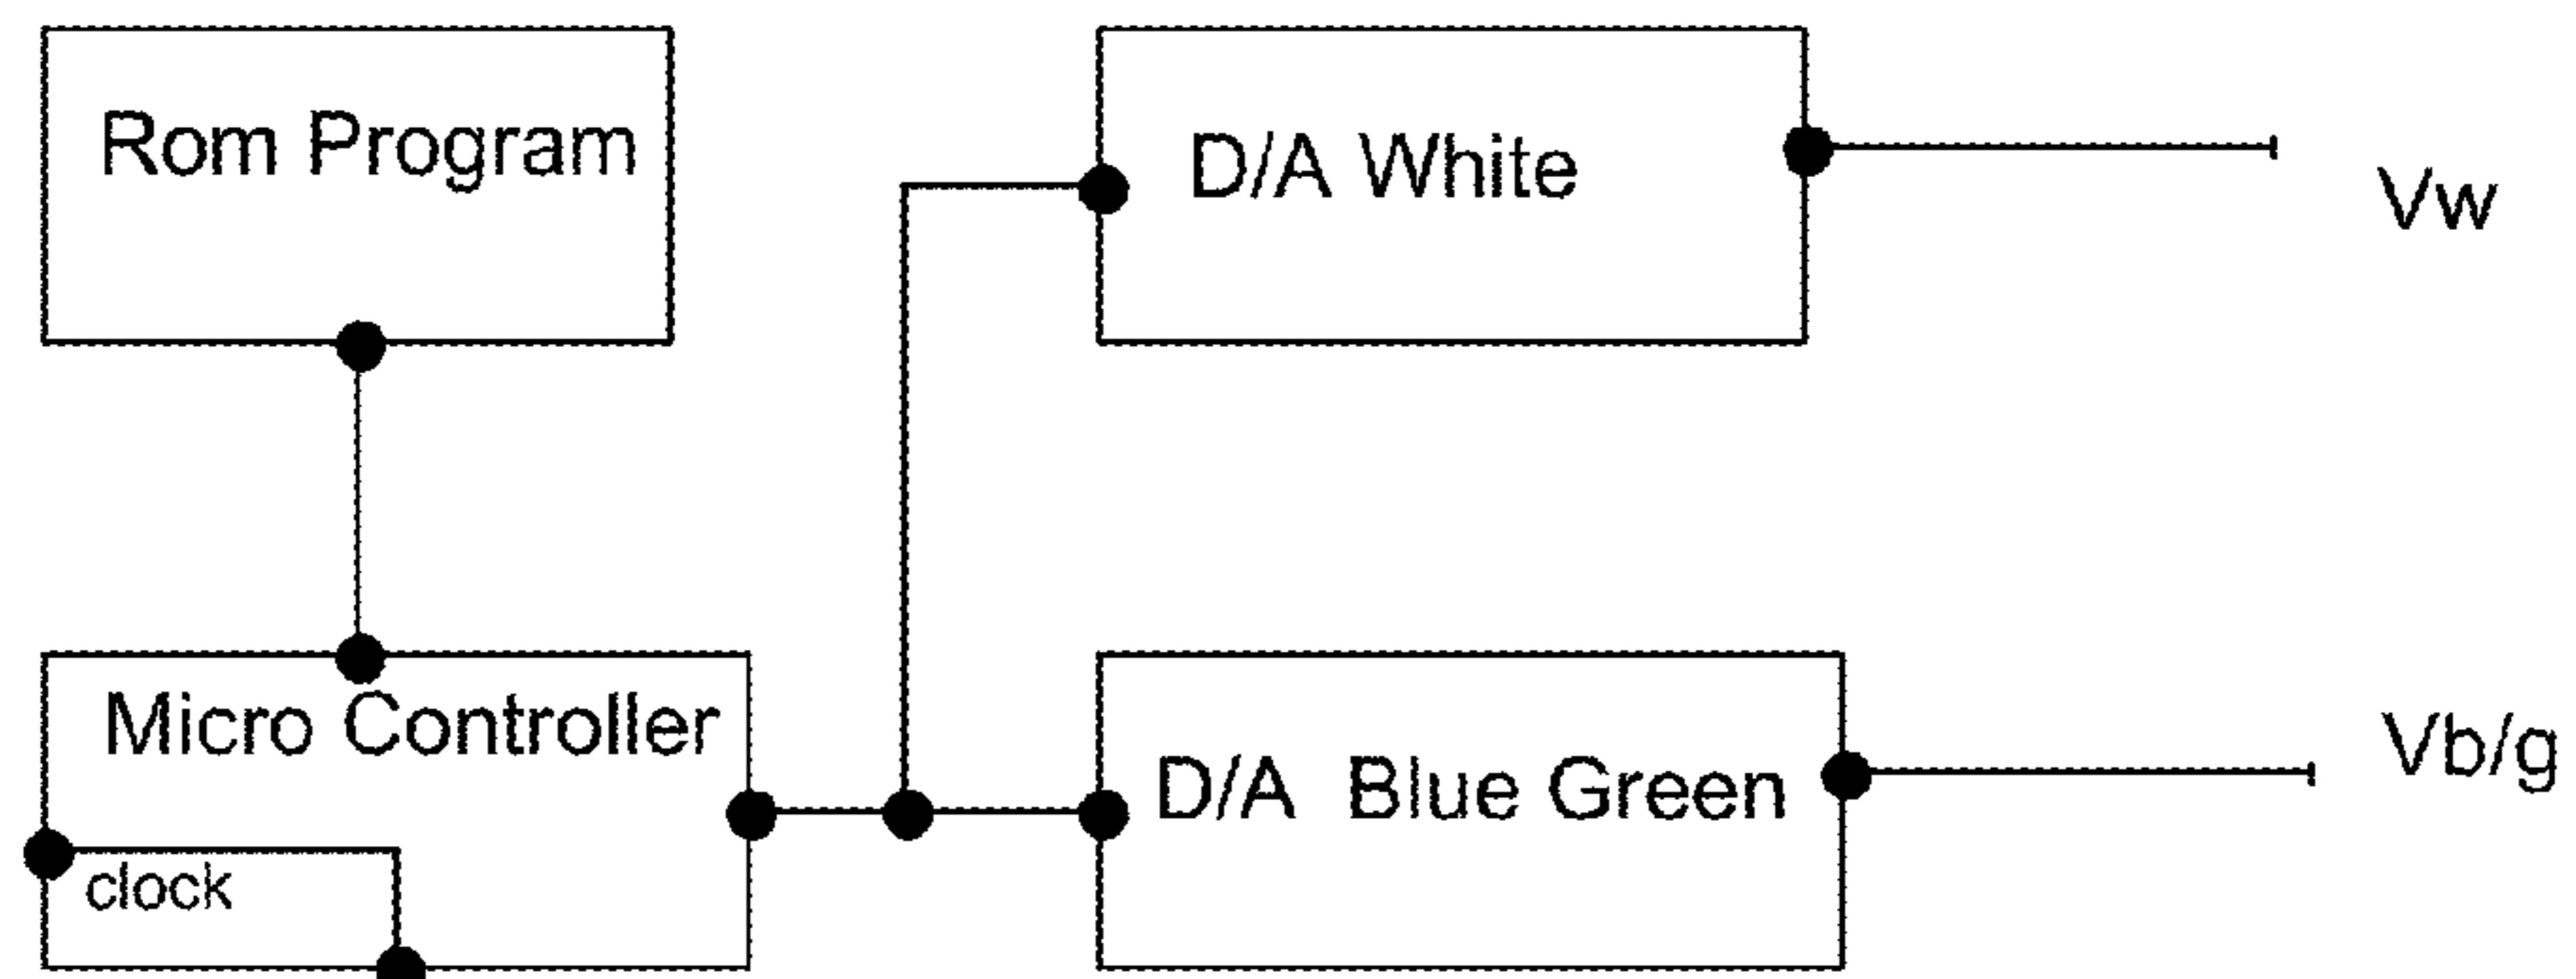 Rom Program
D/A White
Vw
Micro Controller
clock
D/A Blue Green
Vb/g